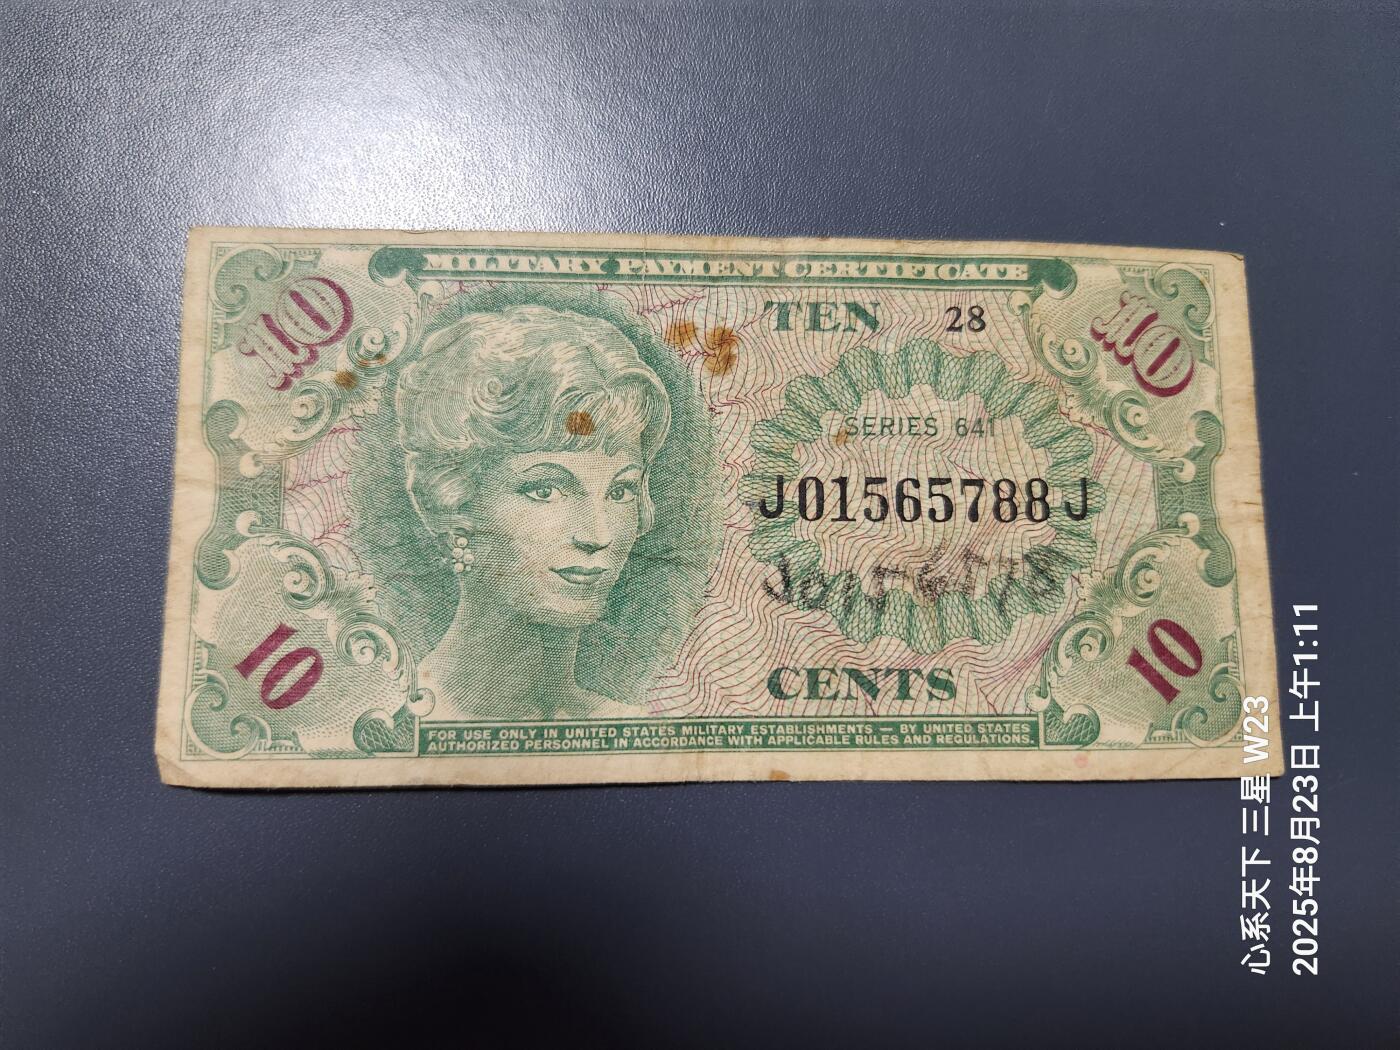 MILITARY PAYMENT CERTIFICATE
10
TEN
28
10
SERIES 641
J01565788J
10
CENTS
10
FOR USE ONLY IN UNITED STATES MILITARY ESTABLISHMENTS — BY UNITED STATES
AUTHORIZED PERSONNEL IN ACCORDANCE WITH APPLICABLE RULES AND REGULATIONS.
心系天下 三星 W23
2025年8月23日 上午1:11